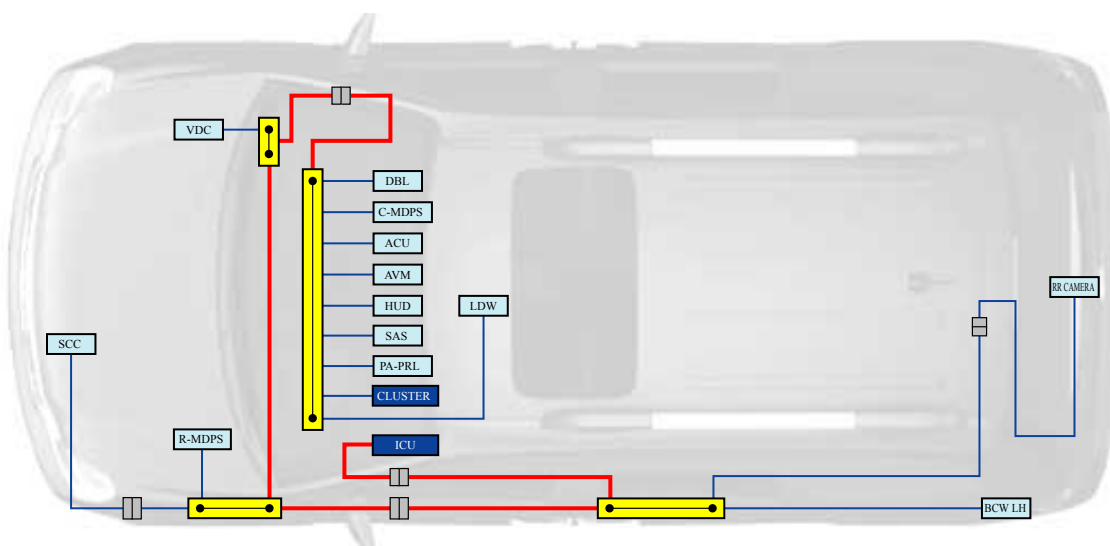 VDC
DBL
C-MDPS
ACU
AVM
RR CAMERA
HUD
LDW
SAS
SCC
PA-PRL
CLUSTER
R-MDPS
ICU
BCW LH